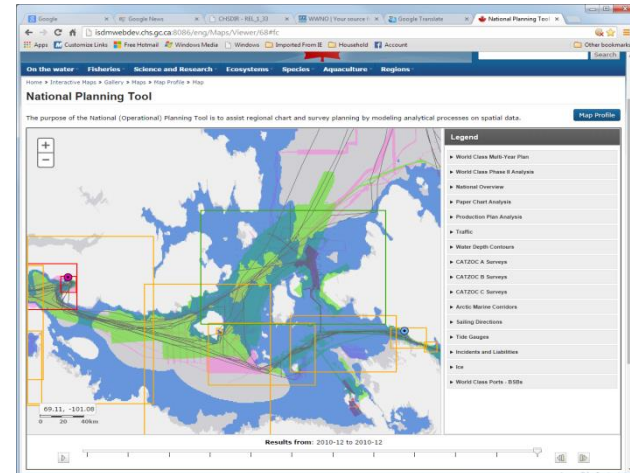 Google
Google News
CHSDIR - REL_3_33
WWNO | Your source f
Google Translate
National Planning Tool
isdmwebdev.chs.gc.ca:8086/eng/Maps/Viewer/68#fc
Apps Customize Links Free Hotmail Windows Media Windows Imported From IE Household Account Other bookmarks
Search
On the water Fisheries Science and Research Ecosystems Species Aquaculture Regions
Home > Interactive Maps > Gallery > Maps > Map Profile > Map
National Planning Tool
The purpose of the National (Operational) Planning Tool is to assist regional chart and survey planning by modeling analytical processes on spatial data.
Map Profile
+
−
Legend
World Class Multi-Year Plan
World Class Phase II Analysis
National Overview
Paper Chart Analysis
Production Plan Analysis
Traffic
Water Depth Contours
CATZOC A Surveys
CATZOC B Surveys
CATZOC C Surveys
Arctic Marine Corridors
Sailing Directions
Tide Gauges
Incidents and Liabilities
Ice
World Class Ports - BSBs
69.11, -101.08
0 20 40km
Results from: 2010-12 to 2010-12